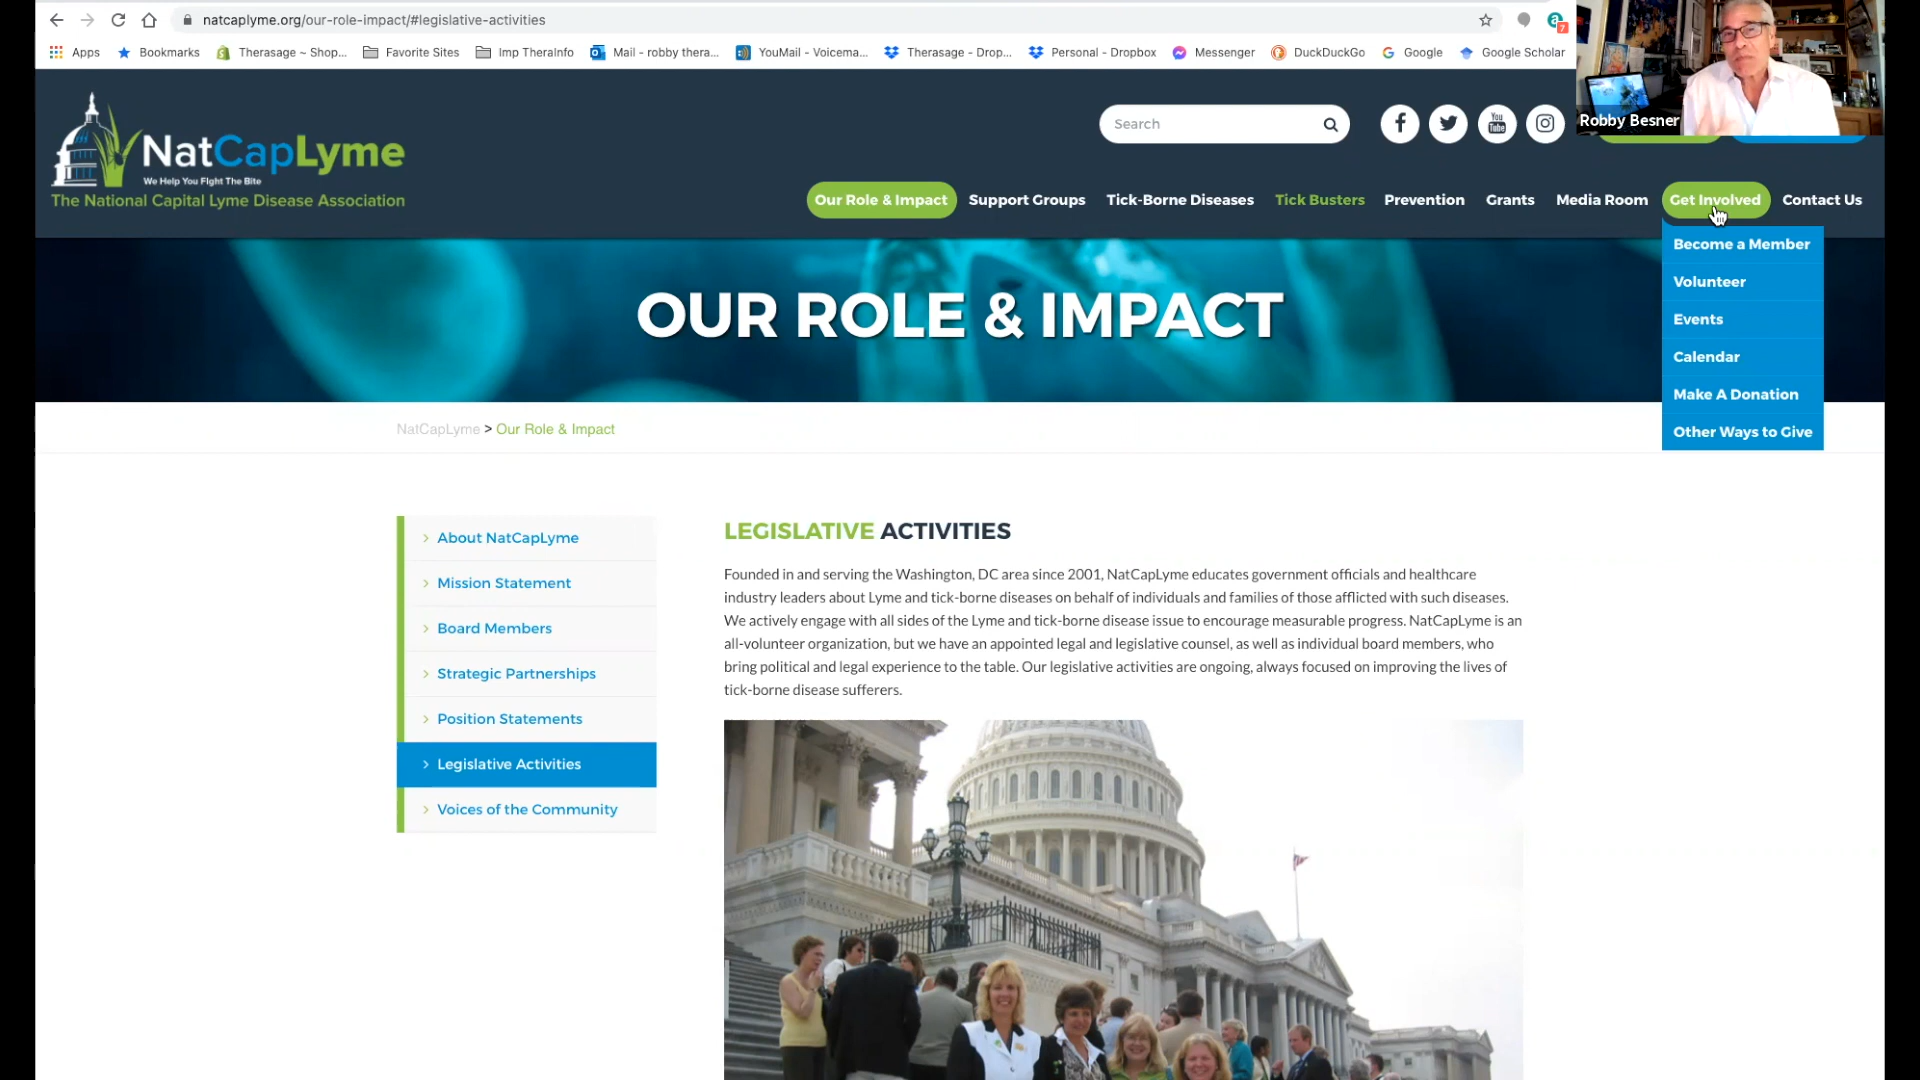 natcaplyme.org/our-role-impact/#legislative-activities
7
Apps Bookmarks Therasage ~ Shop... Favorite Sites Imp TheraInfo Mail - robby thera... YouMail - Voicema... Therasage - Drop... Personal - Dropbox Messenger DuckDuckGo Google Google Scholar
Robby Besner
NatCapLyme
We Help You Fight The Bite
The National Capital Lyme Disease Association
Search
You Tube
Our Role & Impact Support Groups Tick-Borne Diseases Tick Busters Prevention Grants Media Room Get Involved Contact Us
Become a Member
Volunteer
Events
Calendar
Make A Donation
Other Ways to Give
OUR ROLE & IMPACT
NatCapLyme > Our Role & Impact
About NatCapLyme
Mission Statement
Board Members
Strategic Partnerships
Position Statements
Legislative Activities
Voices of the Community
LEGISLATIVE ACTIVITIES
Founded in and serving the Washington, DC area since 2001, NatCapLyme educates government officials and healthcare
industry leaders about Lyme and tick-borne diseases on behalf of individuals and families of those afflicted with such diseases.
We actively engage with all sides of the Lyme and tick-borne disease issue to encourage measurable progress. NatCapLyme is an
all-volunteer organization, but we have an appointed legal and legislative counsel, as well as individual board members, who
bring political and legal experience to the table. Our legislative activities are ongoing, always focused on improving the lives of
tick-borne disease sufferers.